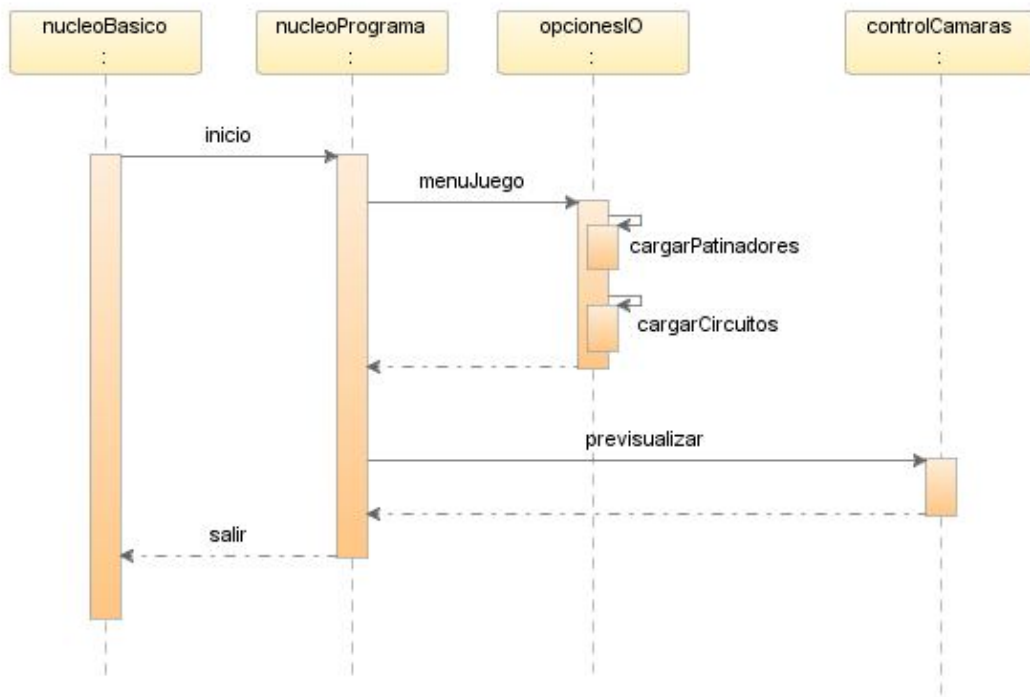 nucleoBasico
:
nucleoPrograma
:
opcionesIO
:
controlCamaras
:
inicio
menuJuego
cargarPatinadores
cargarCircuitos
previsualizar
salir